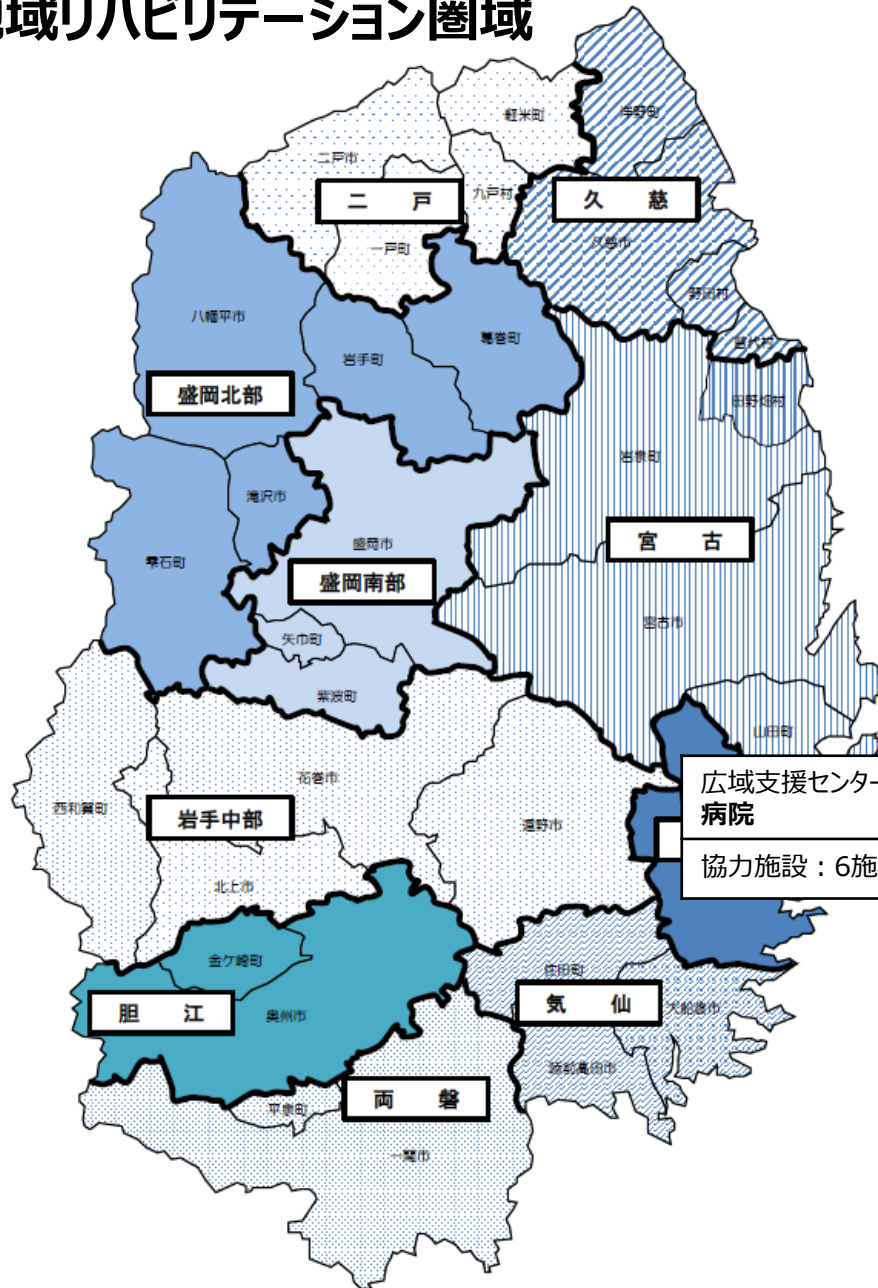 域リハビリテーション圏域
軽米町
洋野町
二戸市
九戸村
二 戸
久 慈
一戸町
久慈市
野田村
普代村
八幡平市
葛巻町
岩手町
田野畑村
盛岡北部
岩泉町
滝沢市
盛岡市
宮 古
雫石町
盛岡南部
宮古市
矢巾町
紫波町
山田町
花巻市
西和賀町
岩手中部
遠野市
広域支援センター
病院
協力施設：6施
北上市
金ケ崎町
住田町
胆 江
奥州市
気 仙
大船渡市
陸前高田市
平泉町
両 磐
一関市